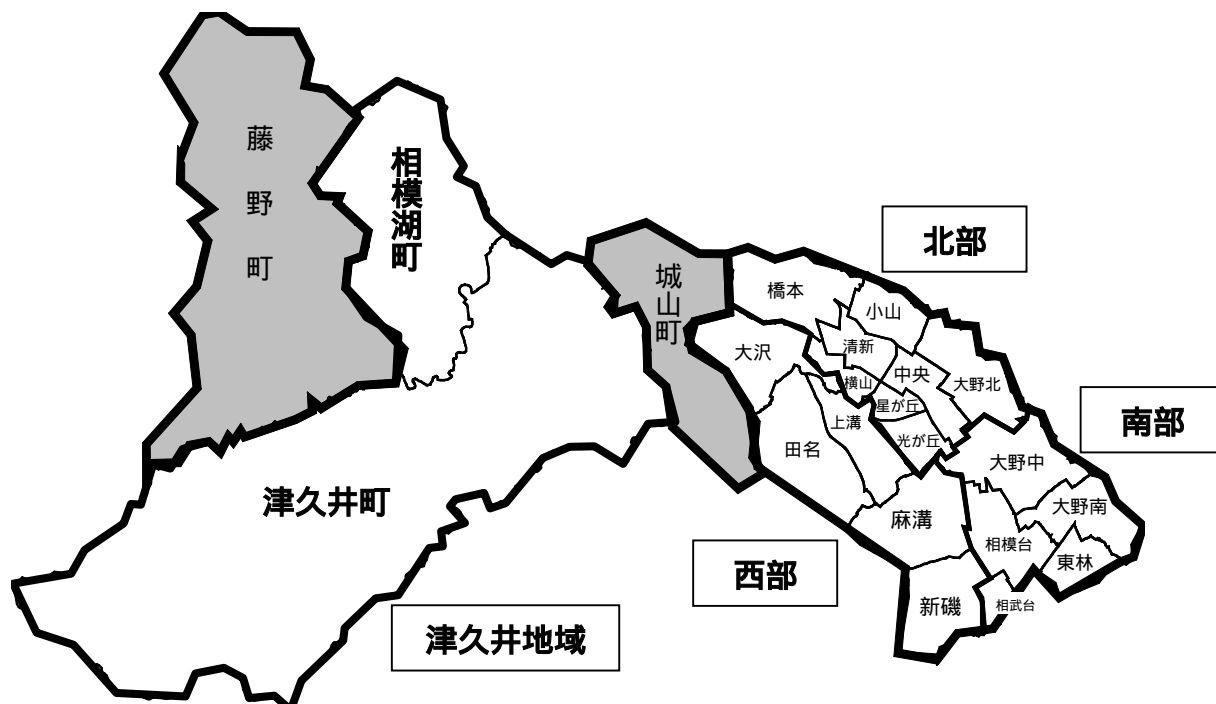 藤野町
相模湖町
城山町
北部
橋本
小山
大沢
清新
中央
横山
大野北
星が丘
上溝
南部
光が丘
田名
大野中
津久井町
大野南
麻溝
相模台
東林
西部
新磯
相武台
津久井地域